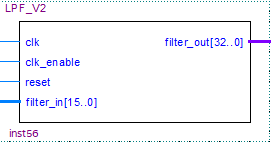 LPF_V2
clk filter_out[32..0]
clk_enable
reset
filter_in[15..0]
inst56